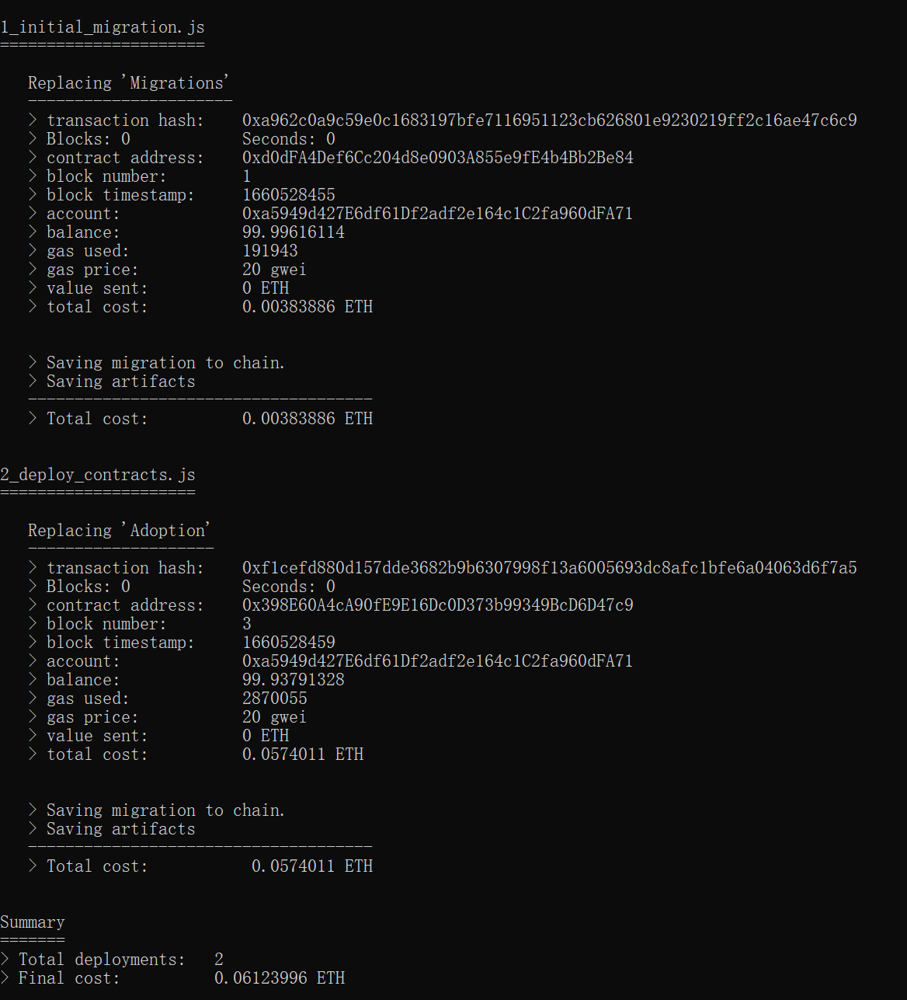 1_initial_migration.js
======================
Replacing 'Migrations'
----------------------
> transaction hash:    0xa962c0a9c59e0c1683197bfe7116951123cb626801e9230219ff2c16ae47c6c9
> Blocks: 0            Seconds: 0
> contract address:    0xd0dFA4Def6Cc204d8e0903A855e9fE4b4Bb2Be84
> block number:        1
> block timestamp:     1660528455
> account:             0xa5949d427E6df61Df2adf2e164c1C2fa960dFA71
> balance:             99.99616114
> gas used:            191943
> gas price:           20 gwei
> value sent:          0 ETH
> total cost:          0.00383886 ETH
> Saving migration to chain.
> Saving artifacts
-------------------------------------
> Total cost:          0.00383886 ETH
2_deploy_contracts.js
=====================
Replacing 'Adoption'
--------------------
> transaction hash:    0xf1cefd880d157dde3682b9b6307998f13a6005693dc8afc1bfe6a04063d6f7a5
> Blocks: 0            Seconds: 0
> contract address:    0x398E60A4cA90fE9E16Dc0D373b99349BcD6D47c9
> block number:        3
> block timestamp:     1660528459
> account:             0xa5949d427E6df61Df2adf2e164c1C2fa960dFA71
> balance:             99.93791328
> gas used:            2870055
> gas price:           20 gwei
> value sent:          0 ETH
> total cost:          0.0574011 ETH
> Saving migration to chain.
> Saving artifacts
-------------------------------------
> Total cost:           0.0574011 ETH
Summary
=======
> Total deployments:   2
> Final cost:          0.06123996 ETH